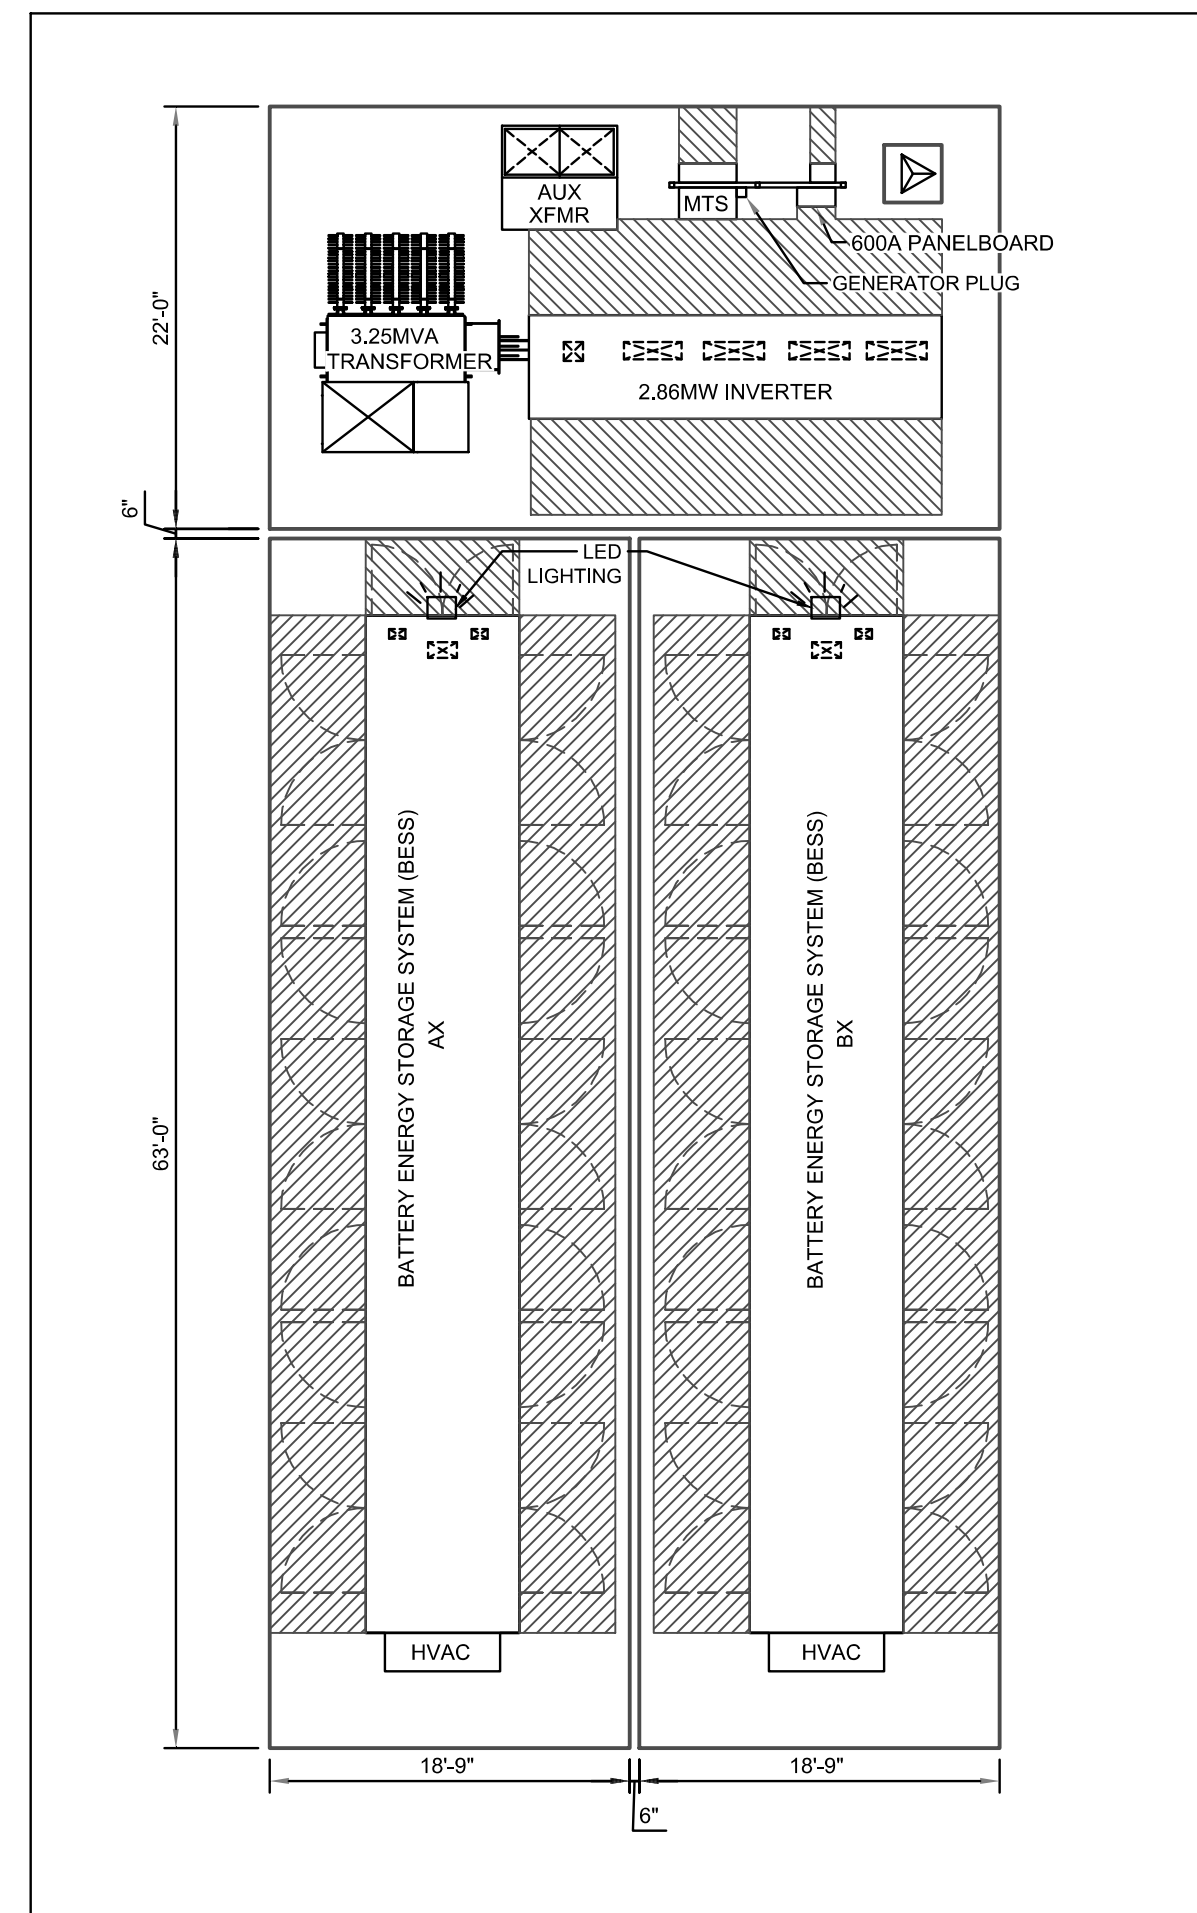 AUX
XFMR
MTS
600A PANELBOARD
GENERATOR PLUG
22'-0"
3.25MVA
TRANSFORMER
2.86MW INVERTER
6"
LED
LIGHTING
BATTERY ENERGY STORAGE SYSTEM (BESS)
AX
BATTERY ENERGY STORAGE SYSTEM (BESS)
BX
63'-0"
HVAC
HVAC
18'-9"
18'-9"
6"